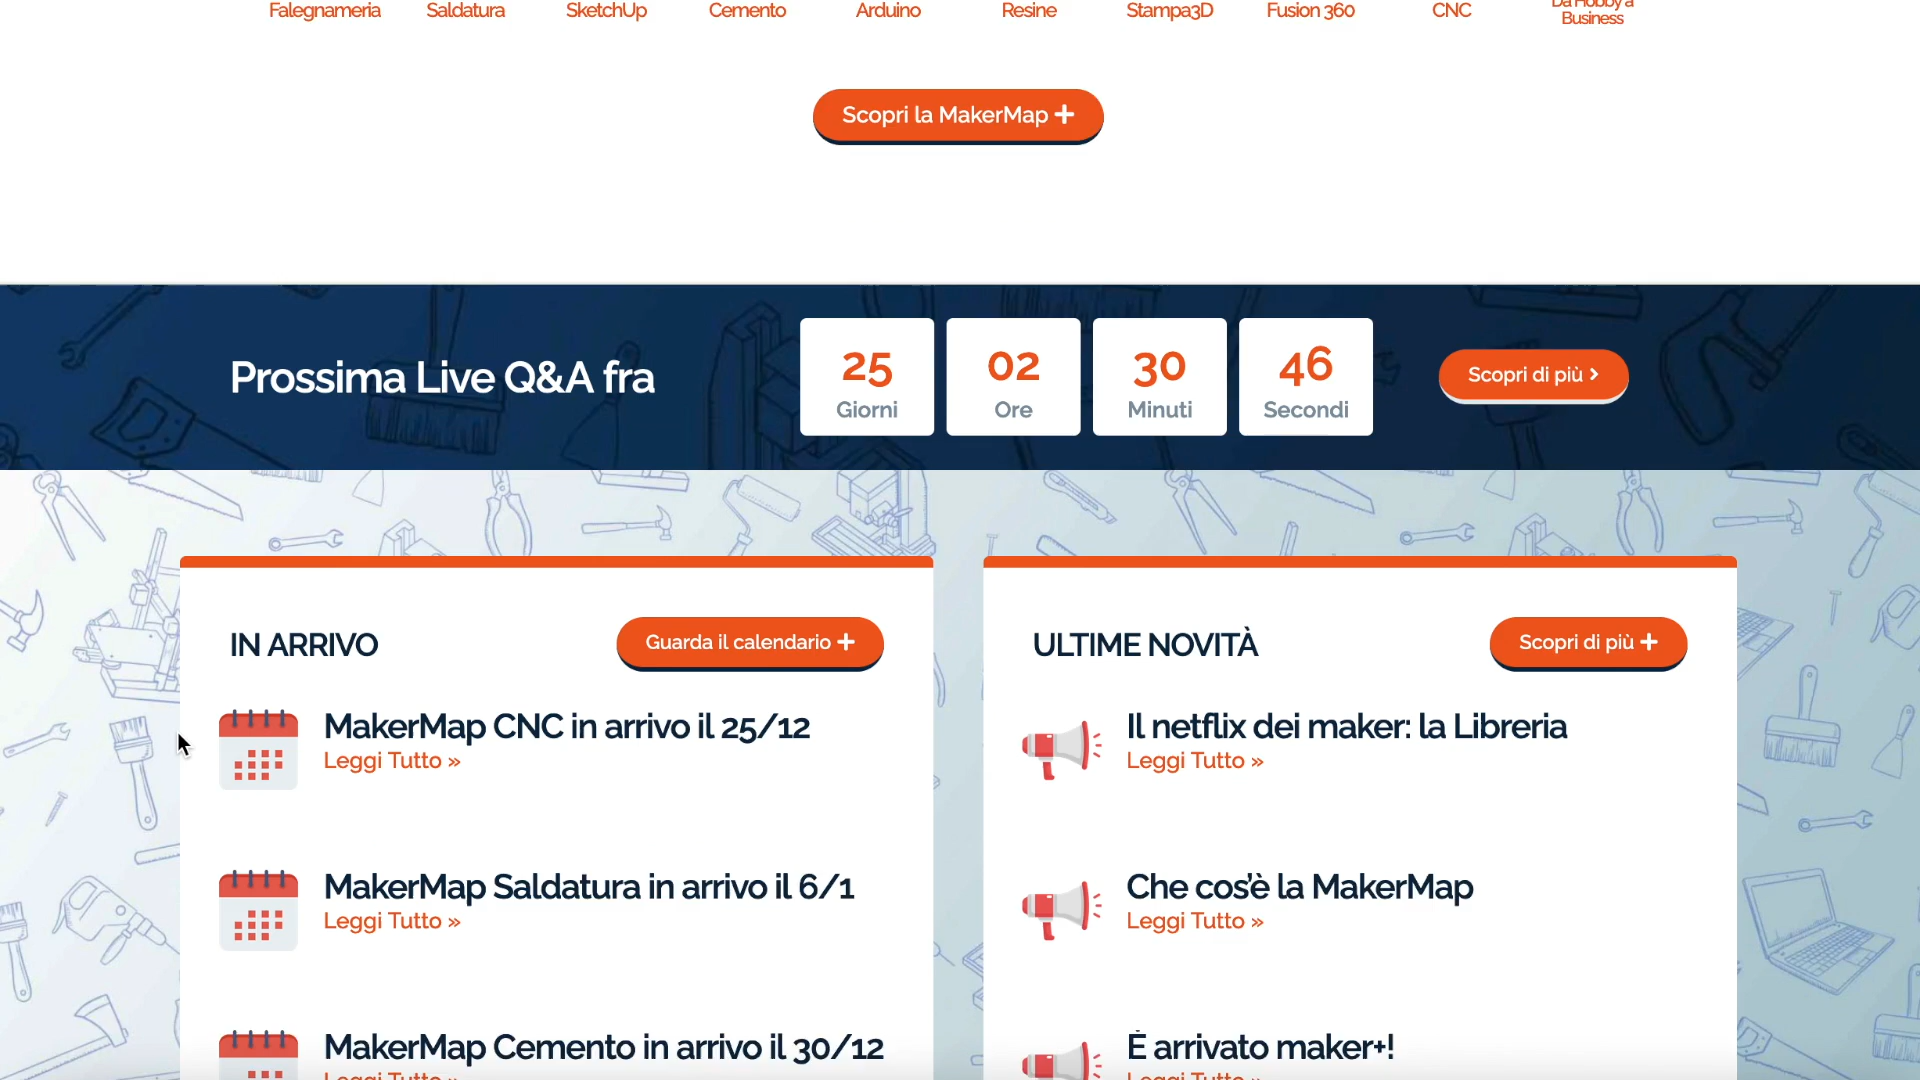 Falegnameria Saldatura SketchUp Cemento Arduino Resine Stampa3D Fusion 360 CNC Da Hobby a
Business
Scopri la MakerMap
Prossima Live Q&A fra
25 02 30 46
Giorni Ore Minuti Secondi
Scopri di più
IN ARRIVO
Guarda il calendario
MakerMap CNC in arrivo il 25/12
Leggi Tutto »
MakerMap Saldatura in arrivo il 6/1
Leggi Tutto »
MakerMap Cemento in arrivo il 30/12
Leggi Tutto »
ULTIME NOVITÀ
Scopri di più
Il netflix dei maker: la Libreria
Leggi Tutto »
Che cos'è la MakerMap
Leggi Tutto »
È arrivato maker+!
Leggi Tutto »